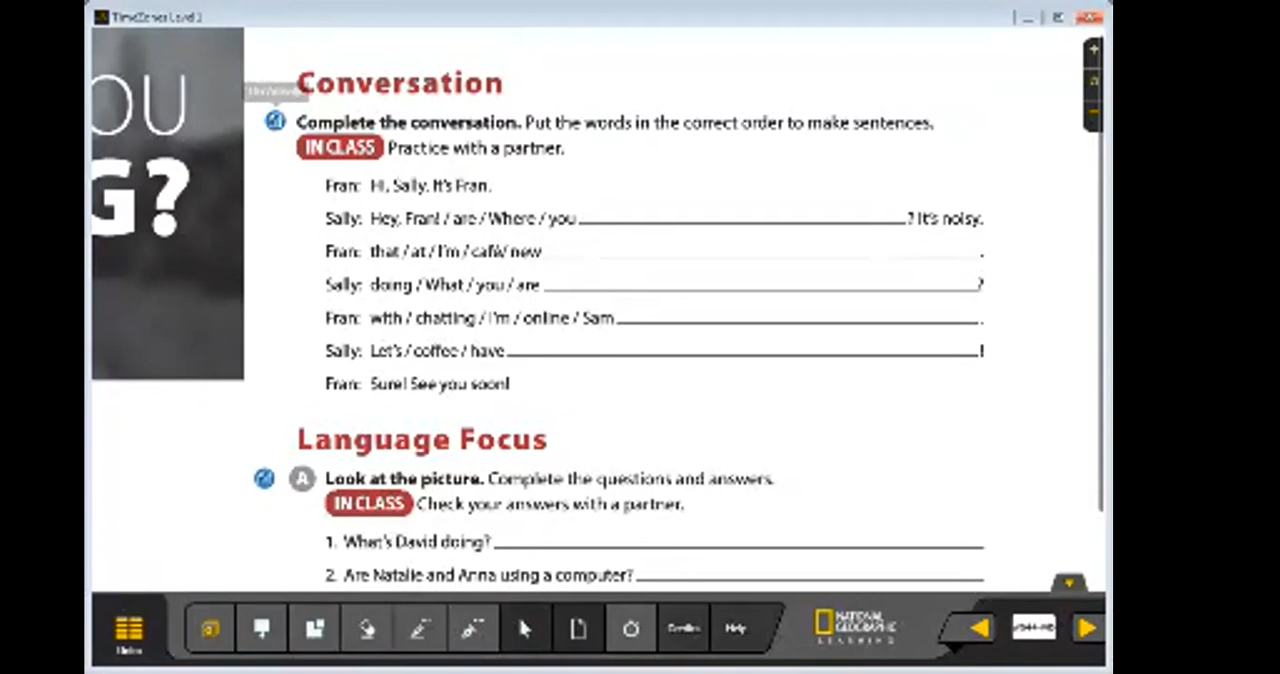 Time Zones Level 1
OU
G?
Conversation
Complete the conversation. Put the words in the correct order to make sentences.
IN CLASS Practice with a partner.
Fran: Hi, Sally. It's Fran.
Sally: Hey, Fran! / are / Where / you ? It's noisy.
Fran: that / at / I'm / café/ new .
Sally: doing / What / you / are ?
Fran: with / chatting / I'm / online / Sam .
Sally: Let's / coffee / have !
Fran: Sure! See you soon!
Language Focus
A Look at the picture. Complete the questions and answers.
IN CLASS Check your answers with a partner.
1. What's David doing?
2. Are Natalie and Anna using a computer?
Help
NATIONAL
GEOGRAPHIC
LEARNING